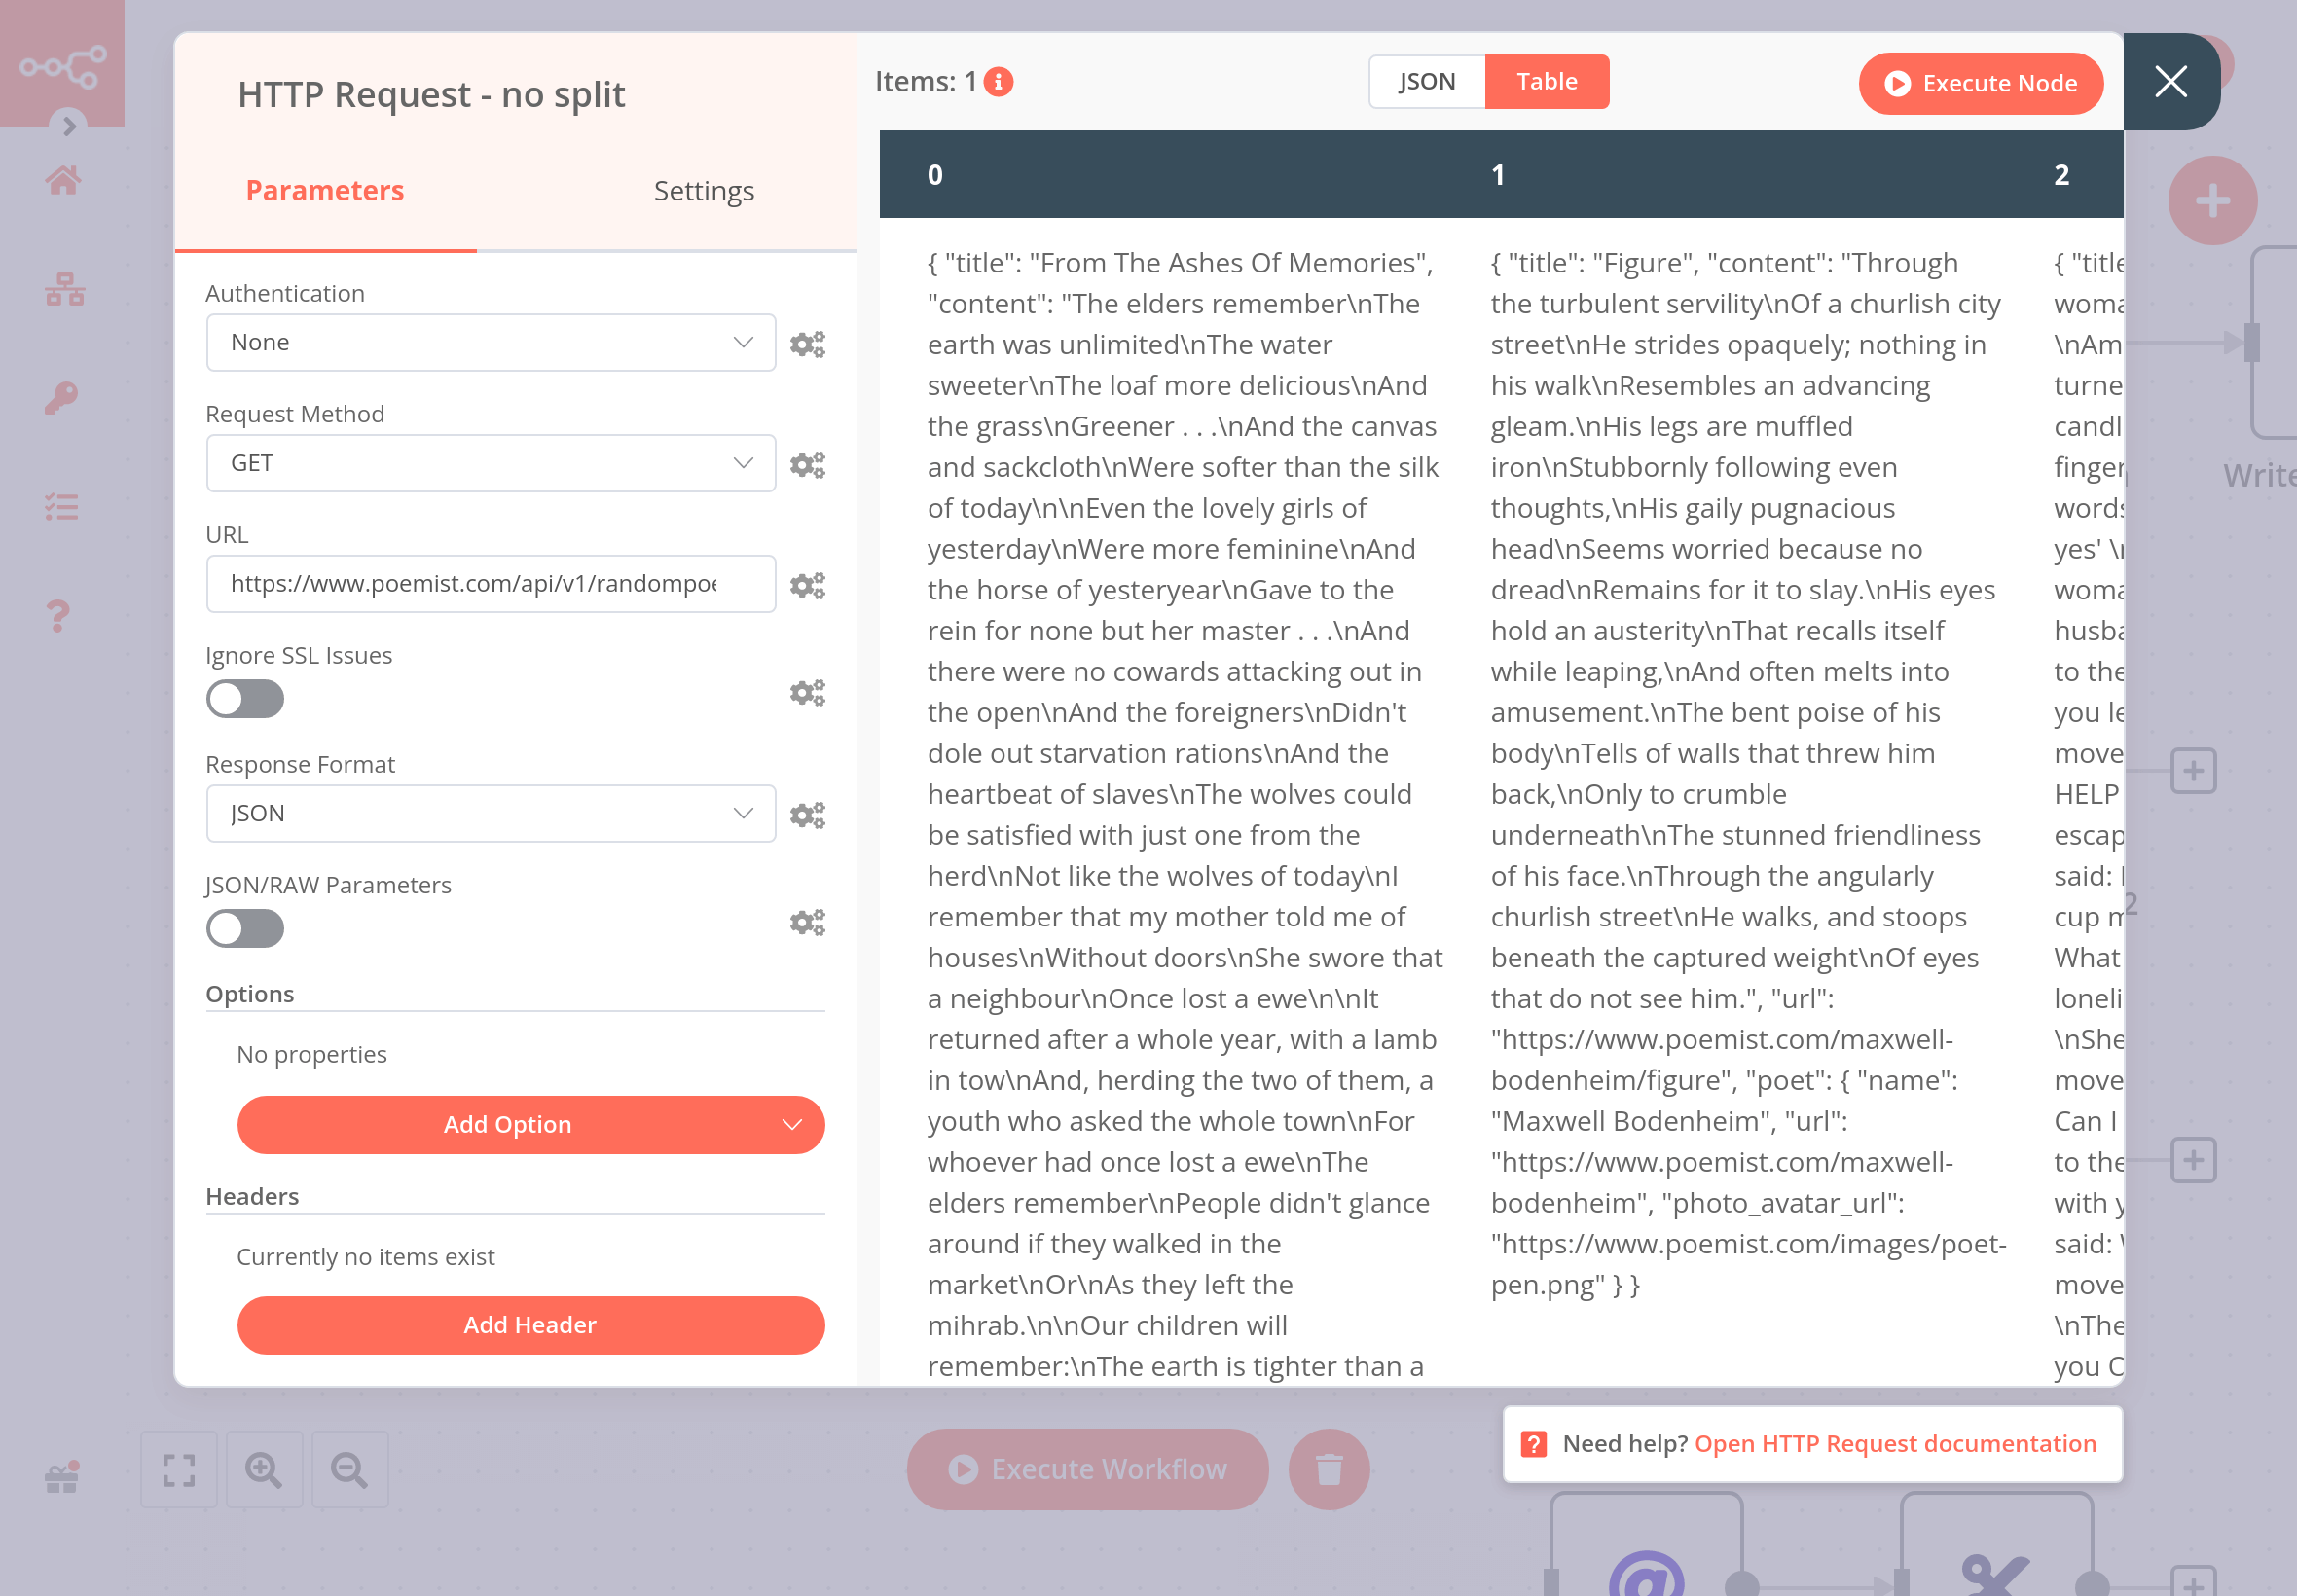 HTTP Request - no split
Parameters
Settings
Authentication
None
Request Method
GET
URL
https://www.poemist.com/api/v1/randompoe
Ignore SSL Issues
Response Format
JSON
JSON/RAW Parameters
Options
No properties
Add Option
Headers
Currently no items exist
Add Header
Items: 1
JSON
Table
Execute Node
0
{ "title": "From The Ashes Of Memories",
"content": "The elders remember\nThe
earth was unlimited\nThe water
sweeter\nThe loaf more delicious\nAnd
the grass\nGreener . . .\nAnd the canvas
and sackcloth\nWere softer than the silk
of today\n\nEven the lovely girls of
yesterday\nWere more feminine\nAnd
the horse of yesteryear\nGave to the
rein for none but her master . . .\nAnd
there were no cowards attacking out in
the open\nAnd the foreigners\nDidn't
dole out starvation rations\nAnd the
heartbeat of slaves\nThe wolves could
be satisfied with just one from the
herd\nNot like the wolves of today\nI
remember that my mother told me of
houses\nWithout doors\nShe swore that
a neighbour\nOnce lost a ewe\n\nIt
returned after a whole year, with a lamb
in tow\nAnd, herding the two of them, a
youth who asked the whole town\nFor
whoever had once lost a ewe\nThe
elders remember\nPeople didn't glance
around if they walked in the
market\nOr\nAs they left the
mihrab.\n\nOur children will
remember:\nThe earth is tighter than a
1
{ "title": "Figure", "content": "Through
the turbulent servility\nOf a churlish city
street\nHe strides opaquely; nothing in
his walk\nResembles an advancing
gleam.\nHis legs are muffled
iron\nStubbornly following even
thoughts,\nHis gaily pugnacious
head\nSeems worried because no
dread\nRemains for it to slay.\nHis eyes
hold an austerity\nThat recalls itself
while leaping,\nAnd often melts into
amusement.\nThe bent poise of his
body\nTells of walls that threw him
back,\nOnly to crumble
underneath\nThe stunned friendliness
of his face.\nThrough the angularly
churlish street\nHe walks, and stoops
beneath the captured weight\nOf eyes
that do not see him.", "url":
"https://www.poemist.com/maxwell-
bodenheim/figure", "poet": { "name":
"Maxwell Bodenheim", "url":
"https://www.poemist.com/maxwell-
bodenheim", "photo_avatar_url":
"https://www.poemist.com/images/poet-
pen.png" } }
2
{ "title
woma
\nAm
turne
candl
finger
words
yes'
woma
husba
to the
you le
move
HELP
escap
said:
cup
What
loneli
\nShe
move
Can I
to the
with
said:
move
\nThe
you
Write
2
Execute Workflow
Need help? Open HTTP Request documentation